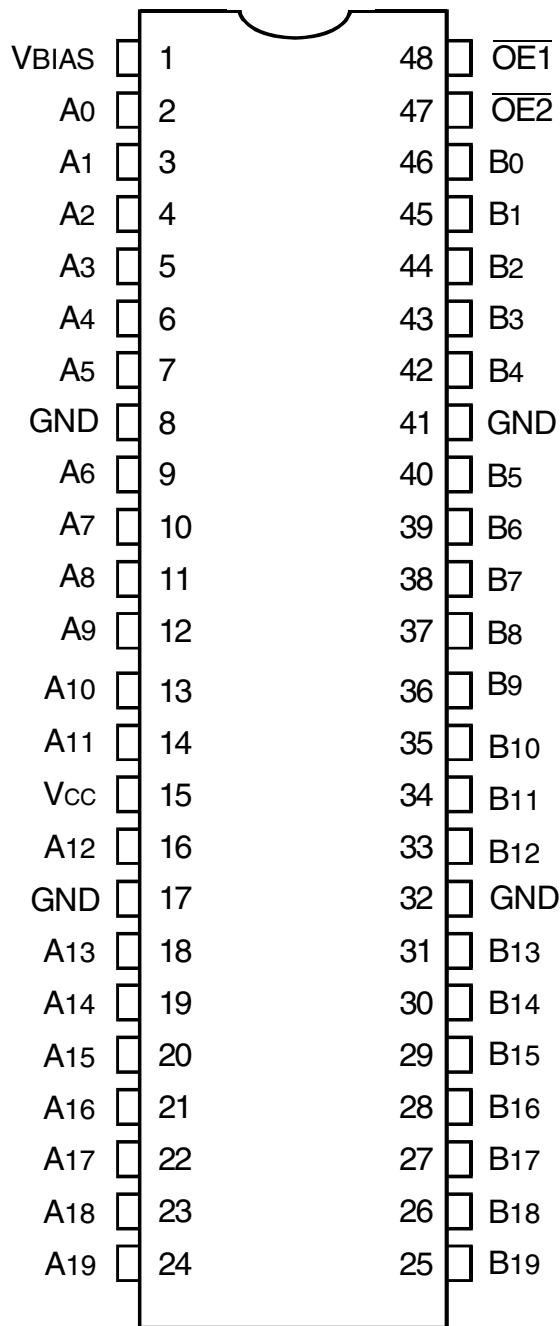 VBIAS 1 48 OE1
A0 2 47 OE2
A1 3 46 B0
A2 4 45 B1
A3 5 44 B2
A4 6 43 B3
A5 7 42 B4
GND 8 41 GND
A6 9 40 B5
A7 10 39 B6
A8 11 38 B7
A9 12 37 B8
A10 13 36 B9
A11 14 35 B10
VCC 15 34 B11
A12 16 33 B12
GND 17 32 GND
A13 18 31 B13
A14 19 30 B14
A15 20 29 B15
A16 21 28 B16
A17 22 27 B17
A18 23 26 B18
A19 24 25 B19